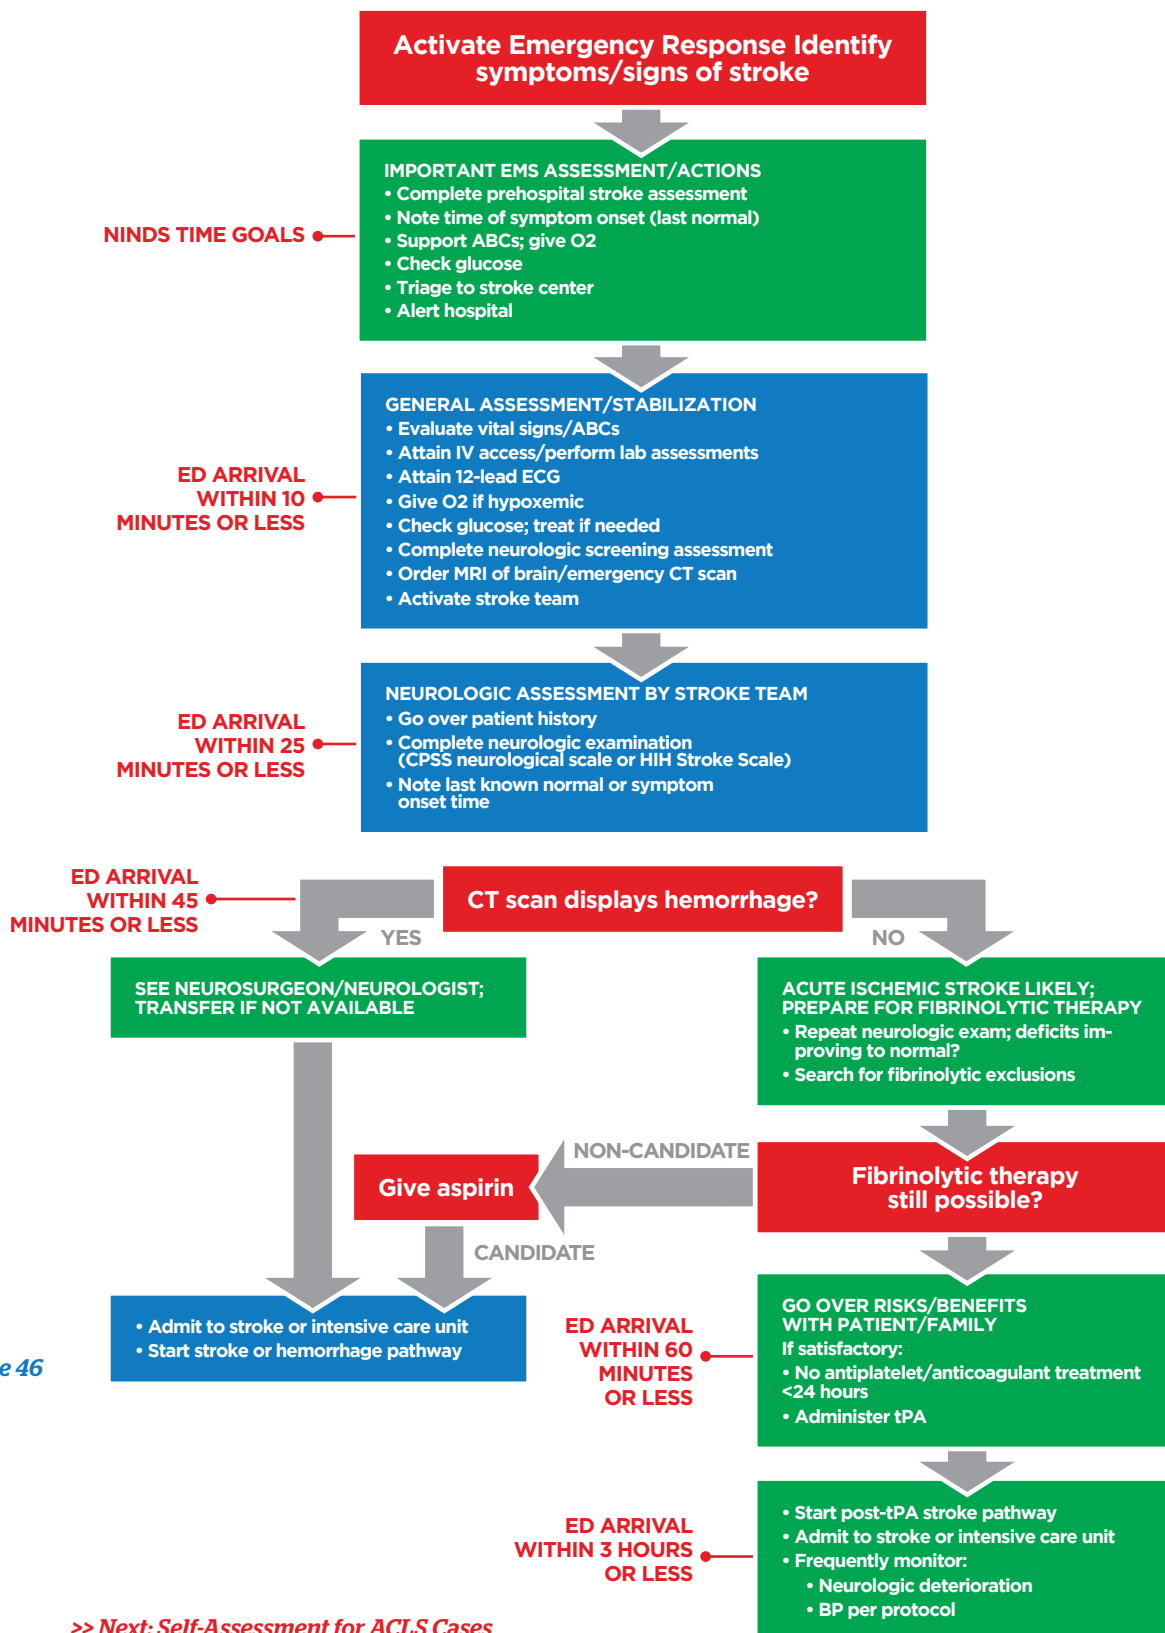 Activate Emergency Response Identify
symptoms/signs of stroke
IMPORTANT EMS ASSESSMENT/ACTIONS
• Complete prehospital stroke assessment
• Note time of symptom onset (last normal)
• Support ABCs; give O2
• Check glucose
• Triage to stroke center
• Alert hospital
NINDS TIME GOALS
GENERAL ASSESSMENT/STABILIZATION
• Evaluate vital signs/ABCs
• Attain IV access/perform lab assessments
• Attain 12-lead ECG
• Give O2 if hypoxemic
• Check glucose; treat if needed
• Complete neurologic screening assessment
• Order MRI of brain/emergency CT scan
• Activate stroke team
ED ARRIVAL
WITHIN 10
MINUTES OR LESS
NEUROLOGIC ASSESSMENT BY STROKE TEAM
• Go over patient history
• Complete neurologic examination
(CPSS neurological scale or HIH Stroke Scale)
• Note last known normal or symptom
onset time
ED ARRIVAL
WITHIN 25
MINUTES OR LESS
ED ARRIVAL
WITHIN 45
MINUTES OR LESS
CT scan displays hemorrhage?
YES
NO
SEE NEUROSURGEON/NEUROLOGIST;
TRANSFER IF NOT AVAILABLE
ACUTE ISCHEMIC STROKE LIKELY;
PREPARE FOR FIBRINOLYTIC THERAPY
• Repeat neurologic exam; deficits im-
proving to normal?
• Search for fibrinolytic exclusions
NON-CANDIDATE
Give aspirin
Fibrinolytic therapy
still possible?
CANDIDATE
• Admit to stroke or intensive care unit
• Start stroke or hemorrhage pathway
e 46
ED ARRIVAL
WITHIN 60
MINUTES
OR LESS
GO OVER RISKS/BENEFITS
WITH PATIENT/FAMILY
If satisfactory:
• No antiplatelet/anticoagulant treatment
<24 hours
• Administer tPA
ED ARRIVAL
WITHIN 3 HOURS
OR LESS
• Start post-tPA stroke pathway
• Admit to stroke or intensive care unit
• Frequently monitor:
• Neurologic deterioration
• BP per protocol
>> Next: Self-Assessment for ACLS Cases